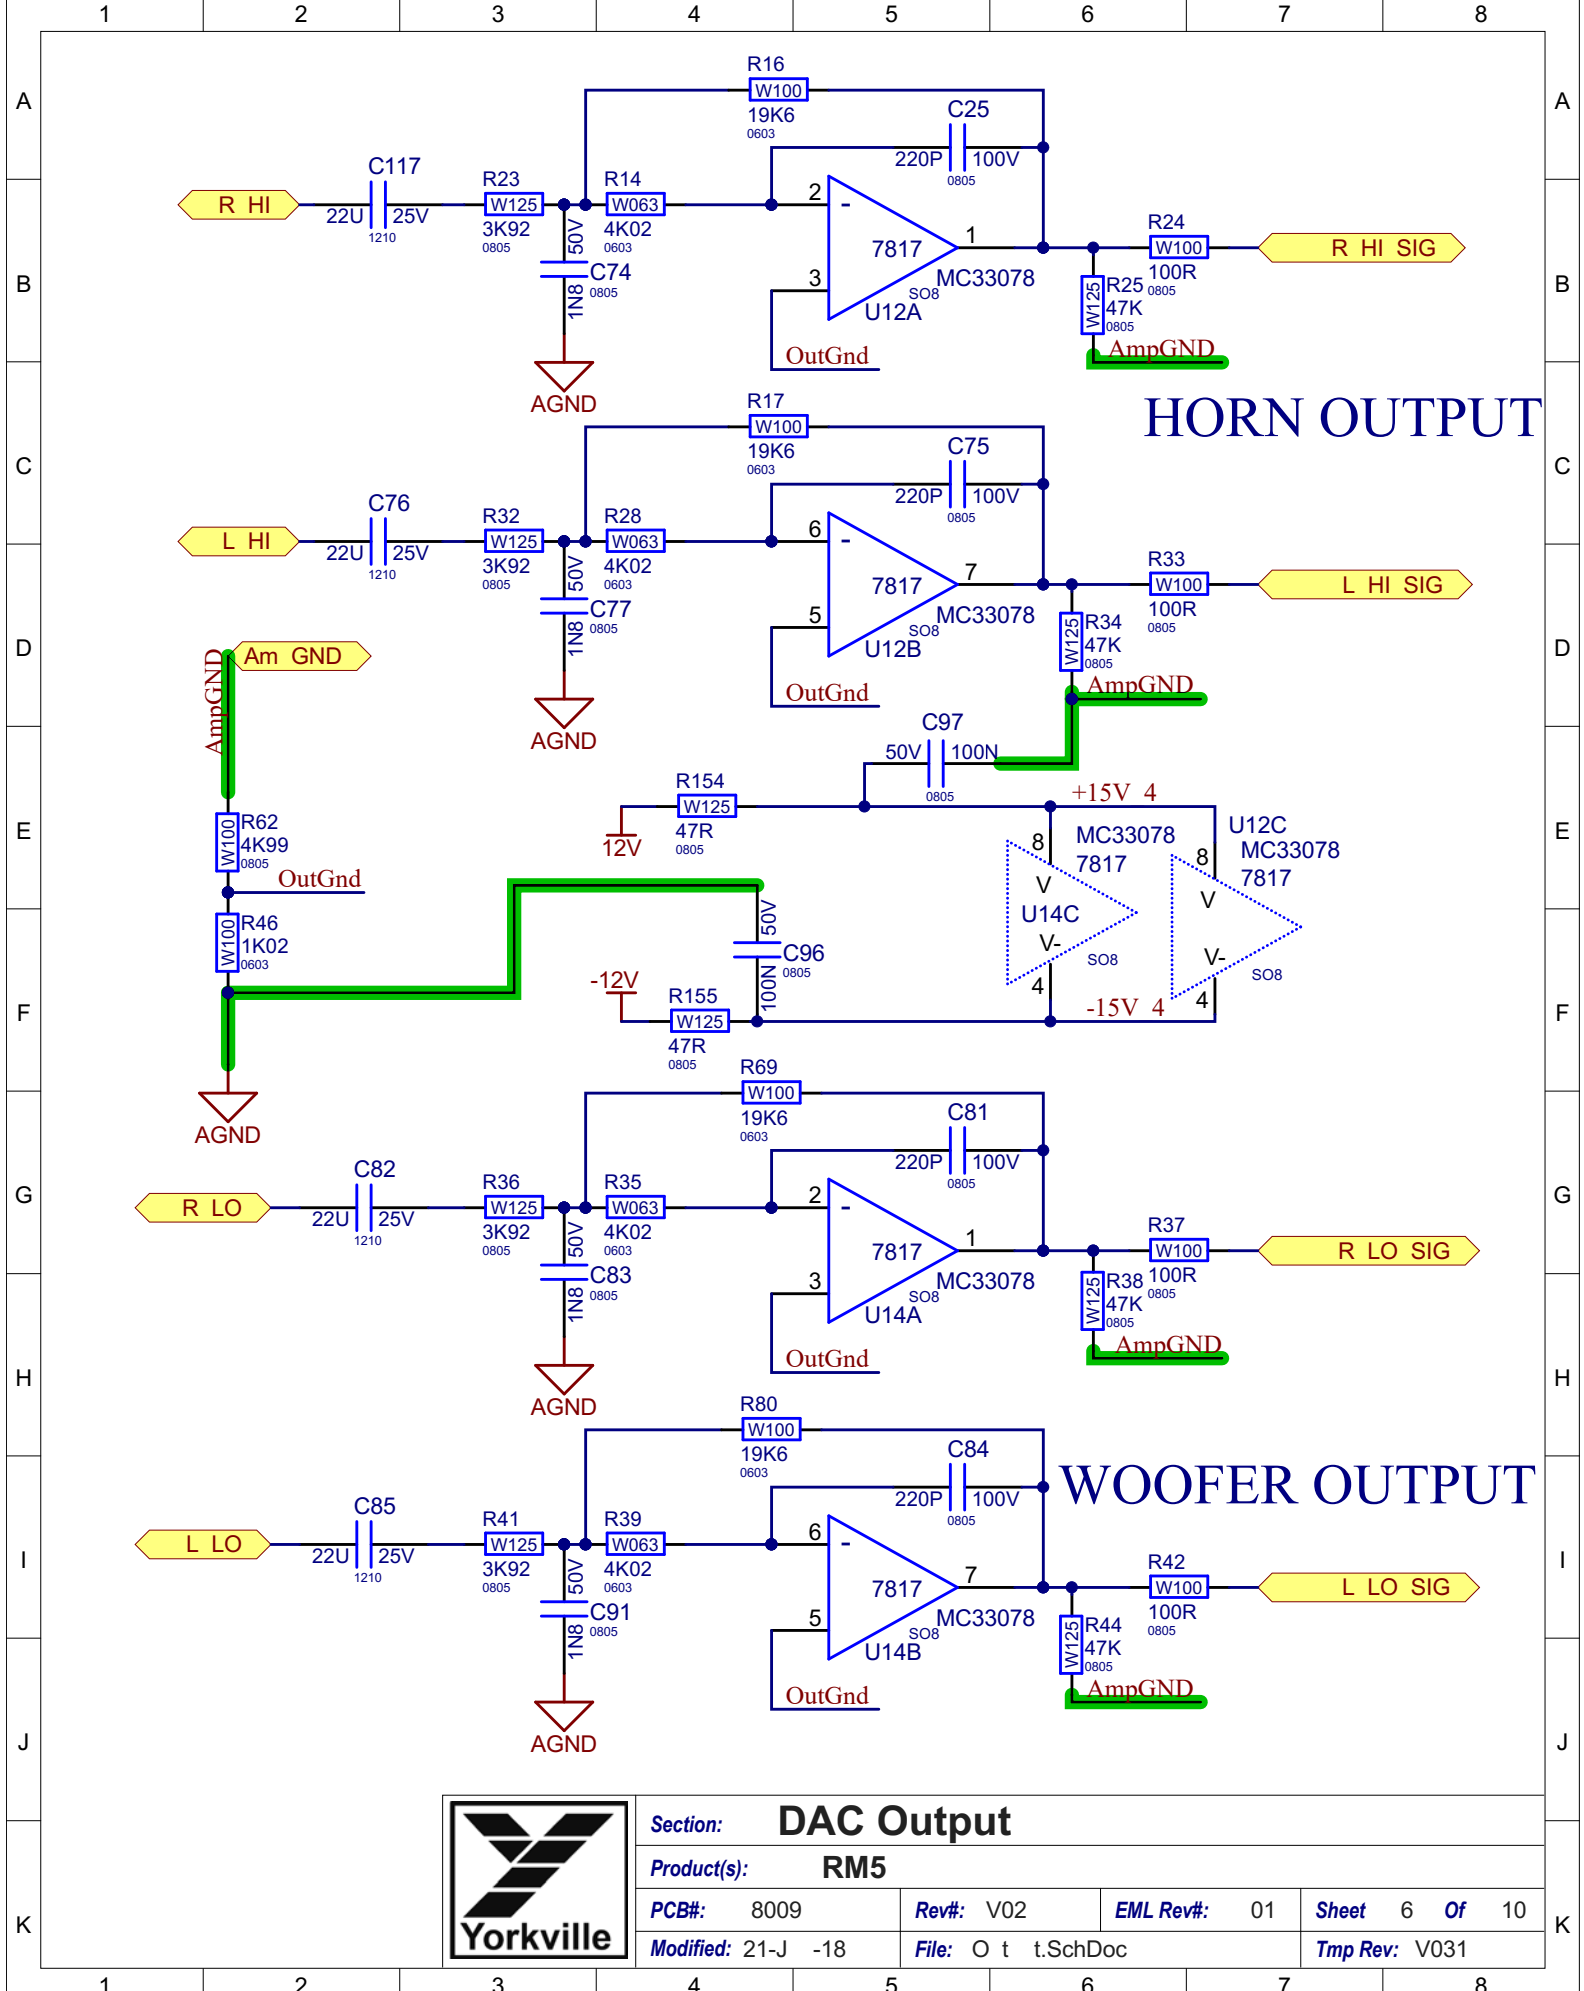 1 2 3 4 5 6 7 8
A A
B B
C C
D D
E E
F F
G G
H H
I I
J J
K K
R16
W100
19K6
0603
C25
220P 100V
0805
C117
22U 25V
1210
R HI
R23
W125
3K92
0805
R14
W063
4K02
0603
50V
C74
0805
1N8
AGND
2
-
3
1
7817
MC33078
SO8
U12A
OutGnd
R24
W100
100R
0805
W125
R25
47K
0805
AmpGND
R HI SIG
HORN OUTPUT
R17
W100
19K6
0603
C75
220P 100V
0805
C76
22U 25V
1210
L HI
R32
W125
3K92
0805
R28
W063
4K02
0603
50V
C77
0805
1N8
AGND
6
-
5
7
7817
MC33078
SO8
U12B
OutGnd
R33
W100
100R
0805
W125
R34
47K
0805
AmpGND
L HI SIG
Am GND
AmpGND
C97
50V 100N
0805
R154
W125
47R
0805
12V
+15V 4
W100
R62
4K99
0805
OutGnd
W100
R46
1K02
0603
AGND
50V
C96
0805
100N
-12V
R155
W125
47R
0805
-15V 4
MC33078
7817
8
V
U14C
V-
4
SO8
U12C
MC33078
7817
8
V
V-
4
SO8
R69
W100
19K6
0603
C81
220P 100V
0805
C82
22U 25V
1210
R LO
R36
W125
3K92
0805
R35
W063
4K02
0603
50V
C83
0805
1N8
AGND
2
-
3
1
7817
MC33078
SO8
U14A
OutGnd
R37
W100
100R
0805
W125
R38
47K
0805
AmpGND
R LO SIG
WOOFER OUTPUT
R80
W100
19K6
0603
C84
220P 100V
0805
C85
22U 25V
1210
L LO
R41
W125
3K92
0805
R39
W063
4K02
0603
50V
C91
0805
1N8
AGND
6
-
5
7
7817
MC33078
SO8
U14B
OutGnd
R42
W100
100R
0805
W125
R44
47K
0805
AmpGND
L LO SIG
Yorkville
Section: DAC Output
Product(s): RM5
PCB#: 8009 Rev#: V02 EML Rev#: 01 Sheet 6 Of 10
Modified: 21-J -18 File: O t t.SchDoc Tmp Rev: V031
1 2 3 4 5 6 7 8